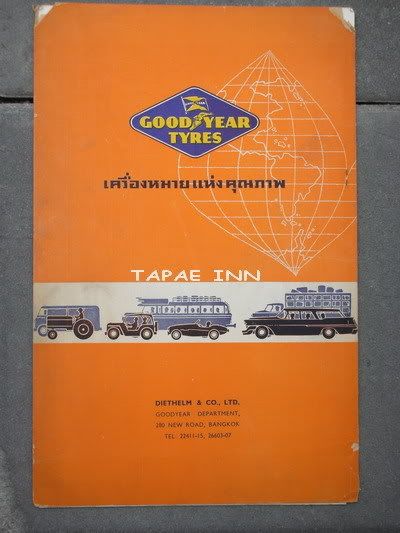 GOOD YEAR
TYRES
เครื่องหมายแห่งคุณภาพ
TAPAE INN
DIETHELM & CO., LTD.
GOODYEAR DEPARTMENT,
280 NEW ROAD, BANGKOK
TEL. 22411-15, 26603-07